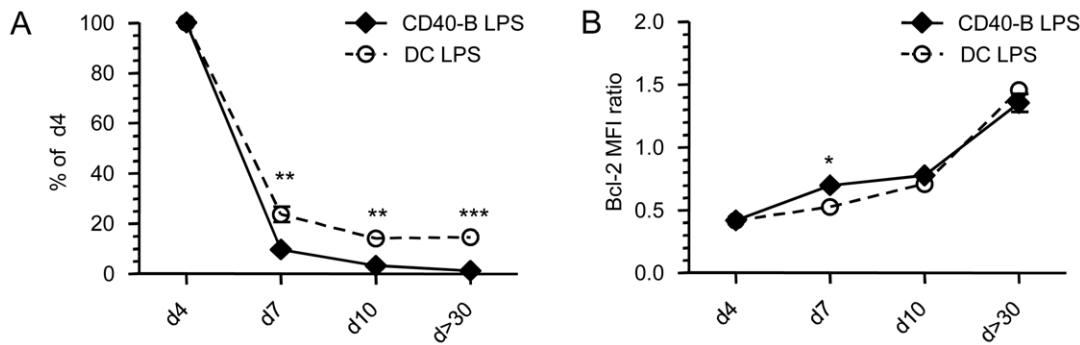 A
% of d4
100
80
60
40
20
0
CD40-B LPS
DC LPS
**
**
***
d4
d7
d10
d>30
B
Bcl-2 MFI ratio
2.0
1.5
1.0
0.5
0.0
CD40-B LPS
DC LPS
*
d4
d7
d10
d>30